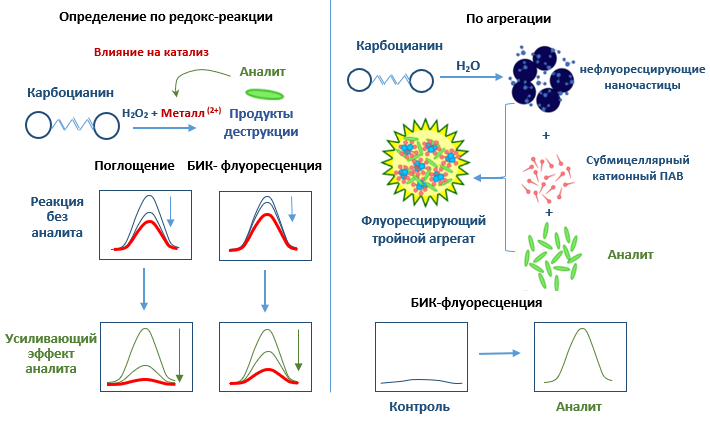 Определение по редокс-реакции
Влияние на катализ
Аналит
Карбоцианин
H₂O₂ + Металл (2+)
Продукты
деструкции
Поглощение
БИК- флуоресценция
Реакция
без
аналита
Усиливающий
эффект
аналита
По агрегации
Карбоцианин
H₂O
нефлуоресцирующие
наночастицы
+
Субмицеллярный
катионный ПАВ
+
Аналит
Флуоресцирующий
тройной агрегат
БИК-флуоресценция
Контроль
Аналит